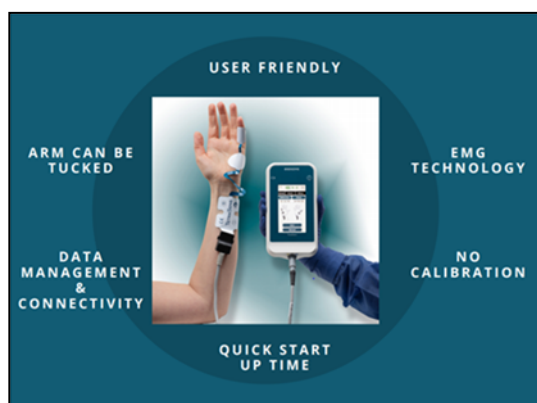 USER FRIENDLY
ARM CAN BE
TUCKED
EMG
TECHNOLOGY
DATA
MANAGEMENT
&
CONNECTIVITY
NO
CALIBRATION
QUICK START
UP TIME